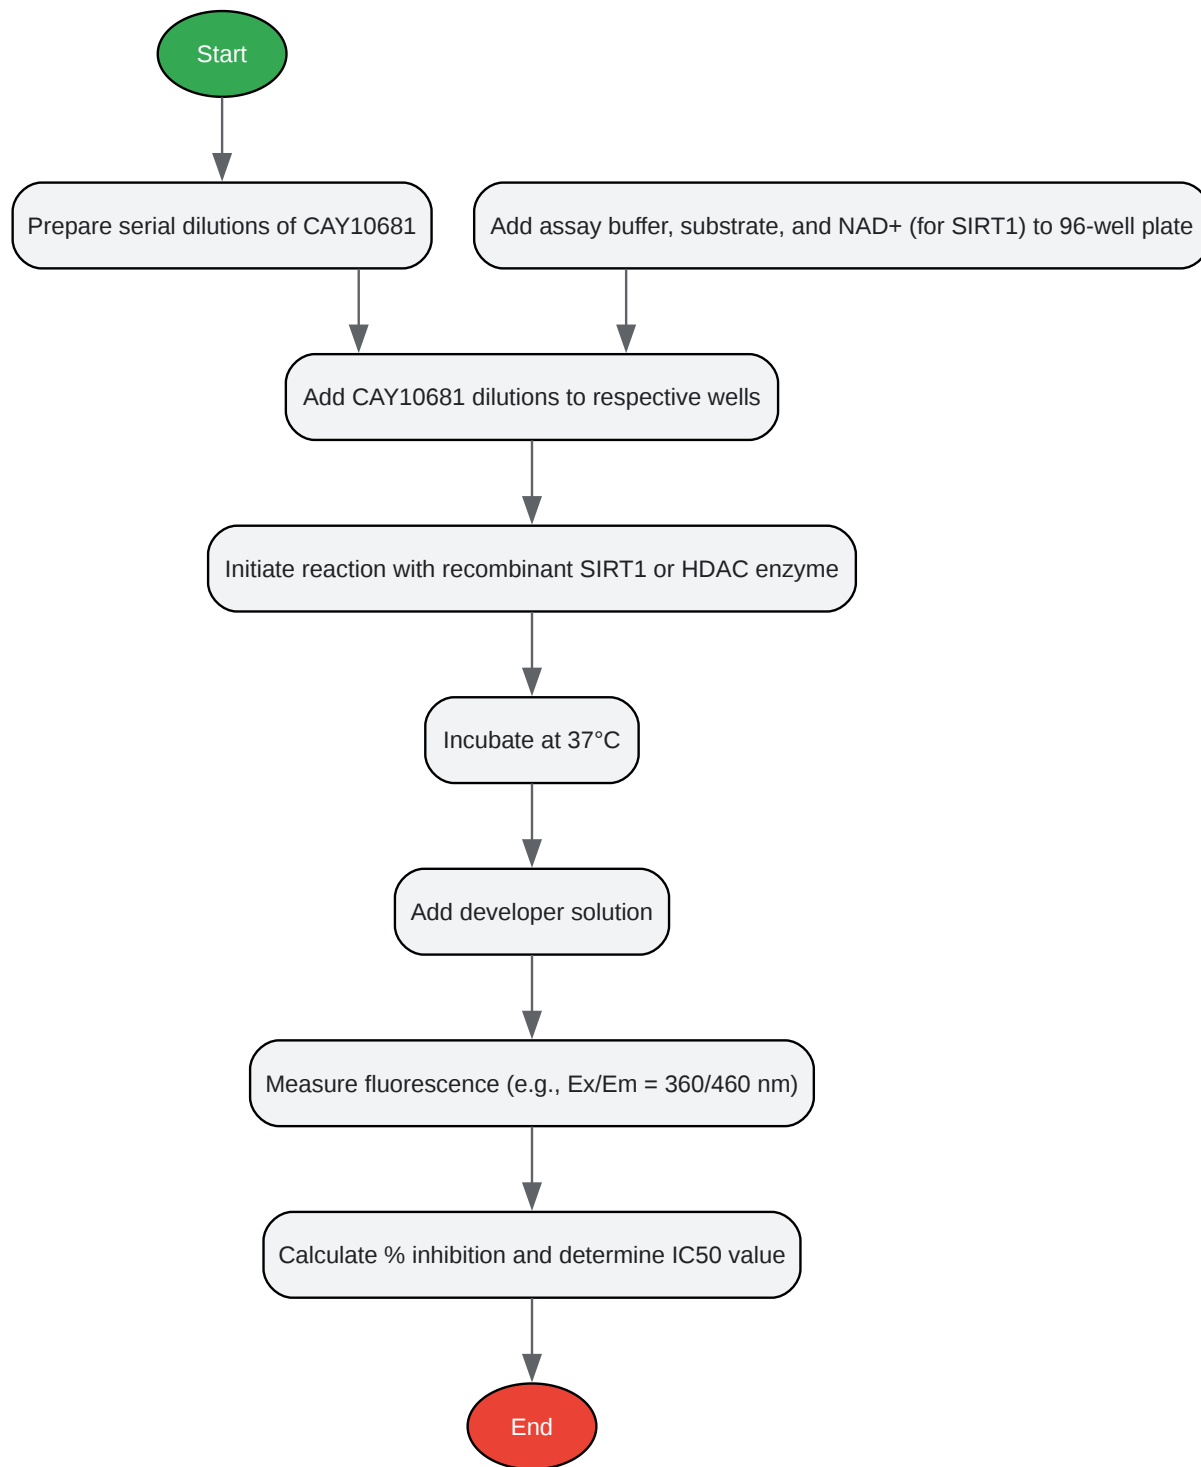 Start
Prepare serial dilutions of CAY10681
Add assay buffer, substrate, and NAD+ (for SIRT1) to 96-well plate
Add CAY10681 dilutions to respective wells
Initiate reaction with recombinant SIRT1 or HDAC enzyme
Incubate at 37°C
Add developer solution
Measure fluorescence (e.g., Ex/Em = 360/460 nm)
Calculate % inhibition and determine IC50 value
End